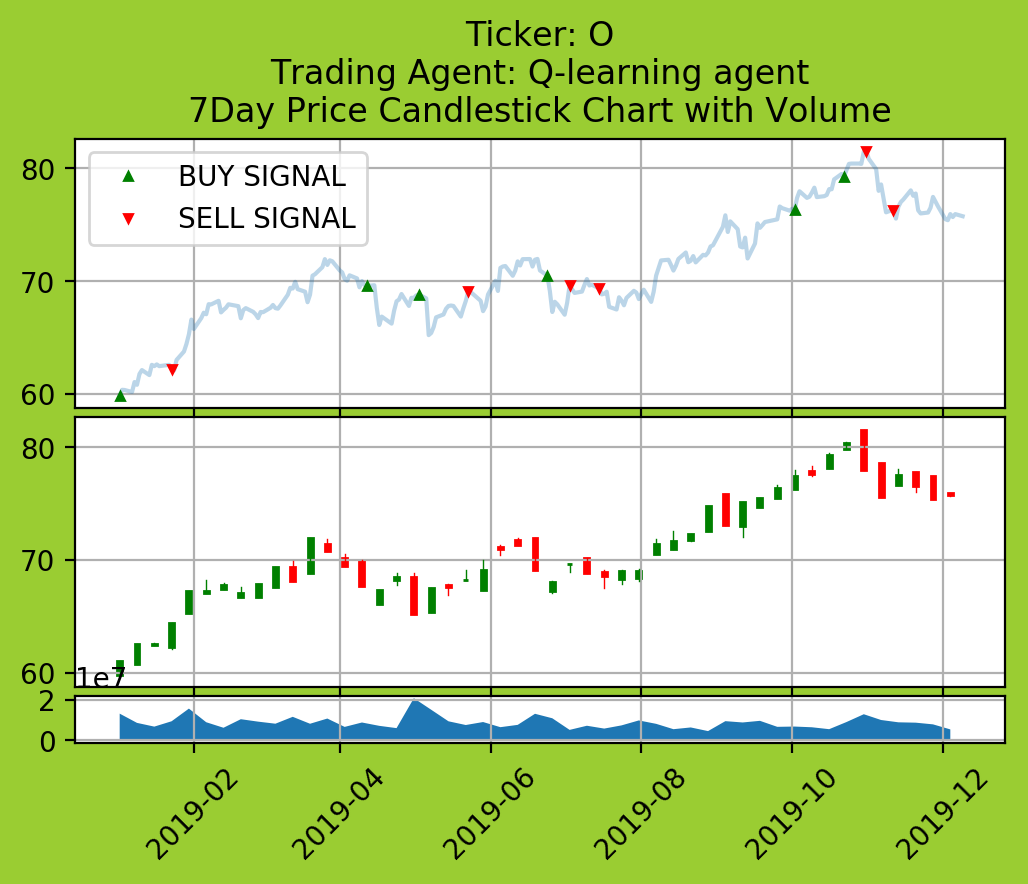 Ticker: O
Trading Agent: Q-learning agent
7Day Price Candlestick Chart with Volume
BUY SIGNAL
SELL SIGNAL
80
70
60
80
70
60
1e7
2
0
2019-02
2019-04
2019-06
2019-08
2019-10
2019-12